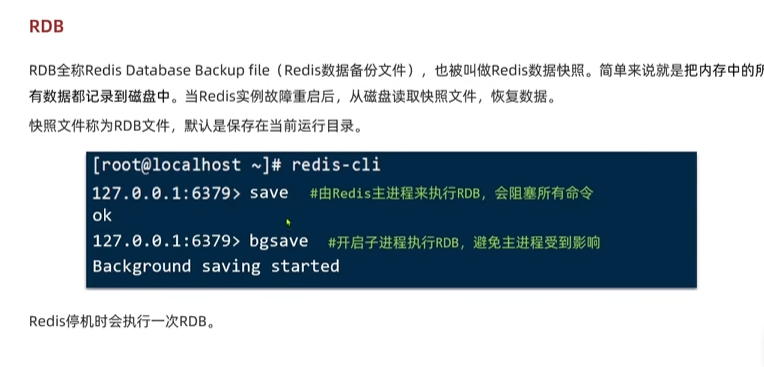 RDB
RDB全称Redis Database Backup file（Redis数据备份文件），也被叫做Redis数据快照。简单来说就是把内存中的所
有数据都记录到磁盘中。当Redis实例故障重启后，从磁盘读取快照文件，恢复数据。
快照文件称为RDB文件，默认是保存在当前运行目录。
[root@localhost ~]# redis-cli
127.0.0.1:6379> save #由Redis主进程来执行RDB，会阻塞所有命令
ok
127.0.0.1:6379> bgsave #开启子进程执行RDB，避免主进程受到影响
Background saving started
Redis停机时会执行一次RDB。